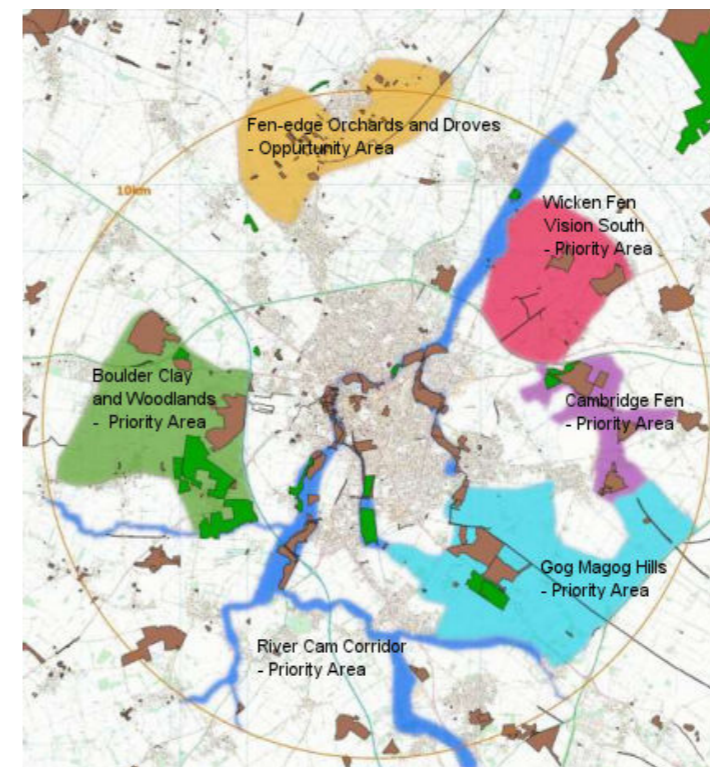 Fen-edge Orchards and Droves
- Oppurtunity Area
10km
Wicken Fen
Vision South
- Priority Area
Boulder Clay
and Woodlands
- Priority Area
Cambridge Fen
- Priority Area
Gog Magog Hills
- Priority Area
River Cam Corridor
- Priority Area